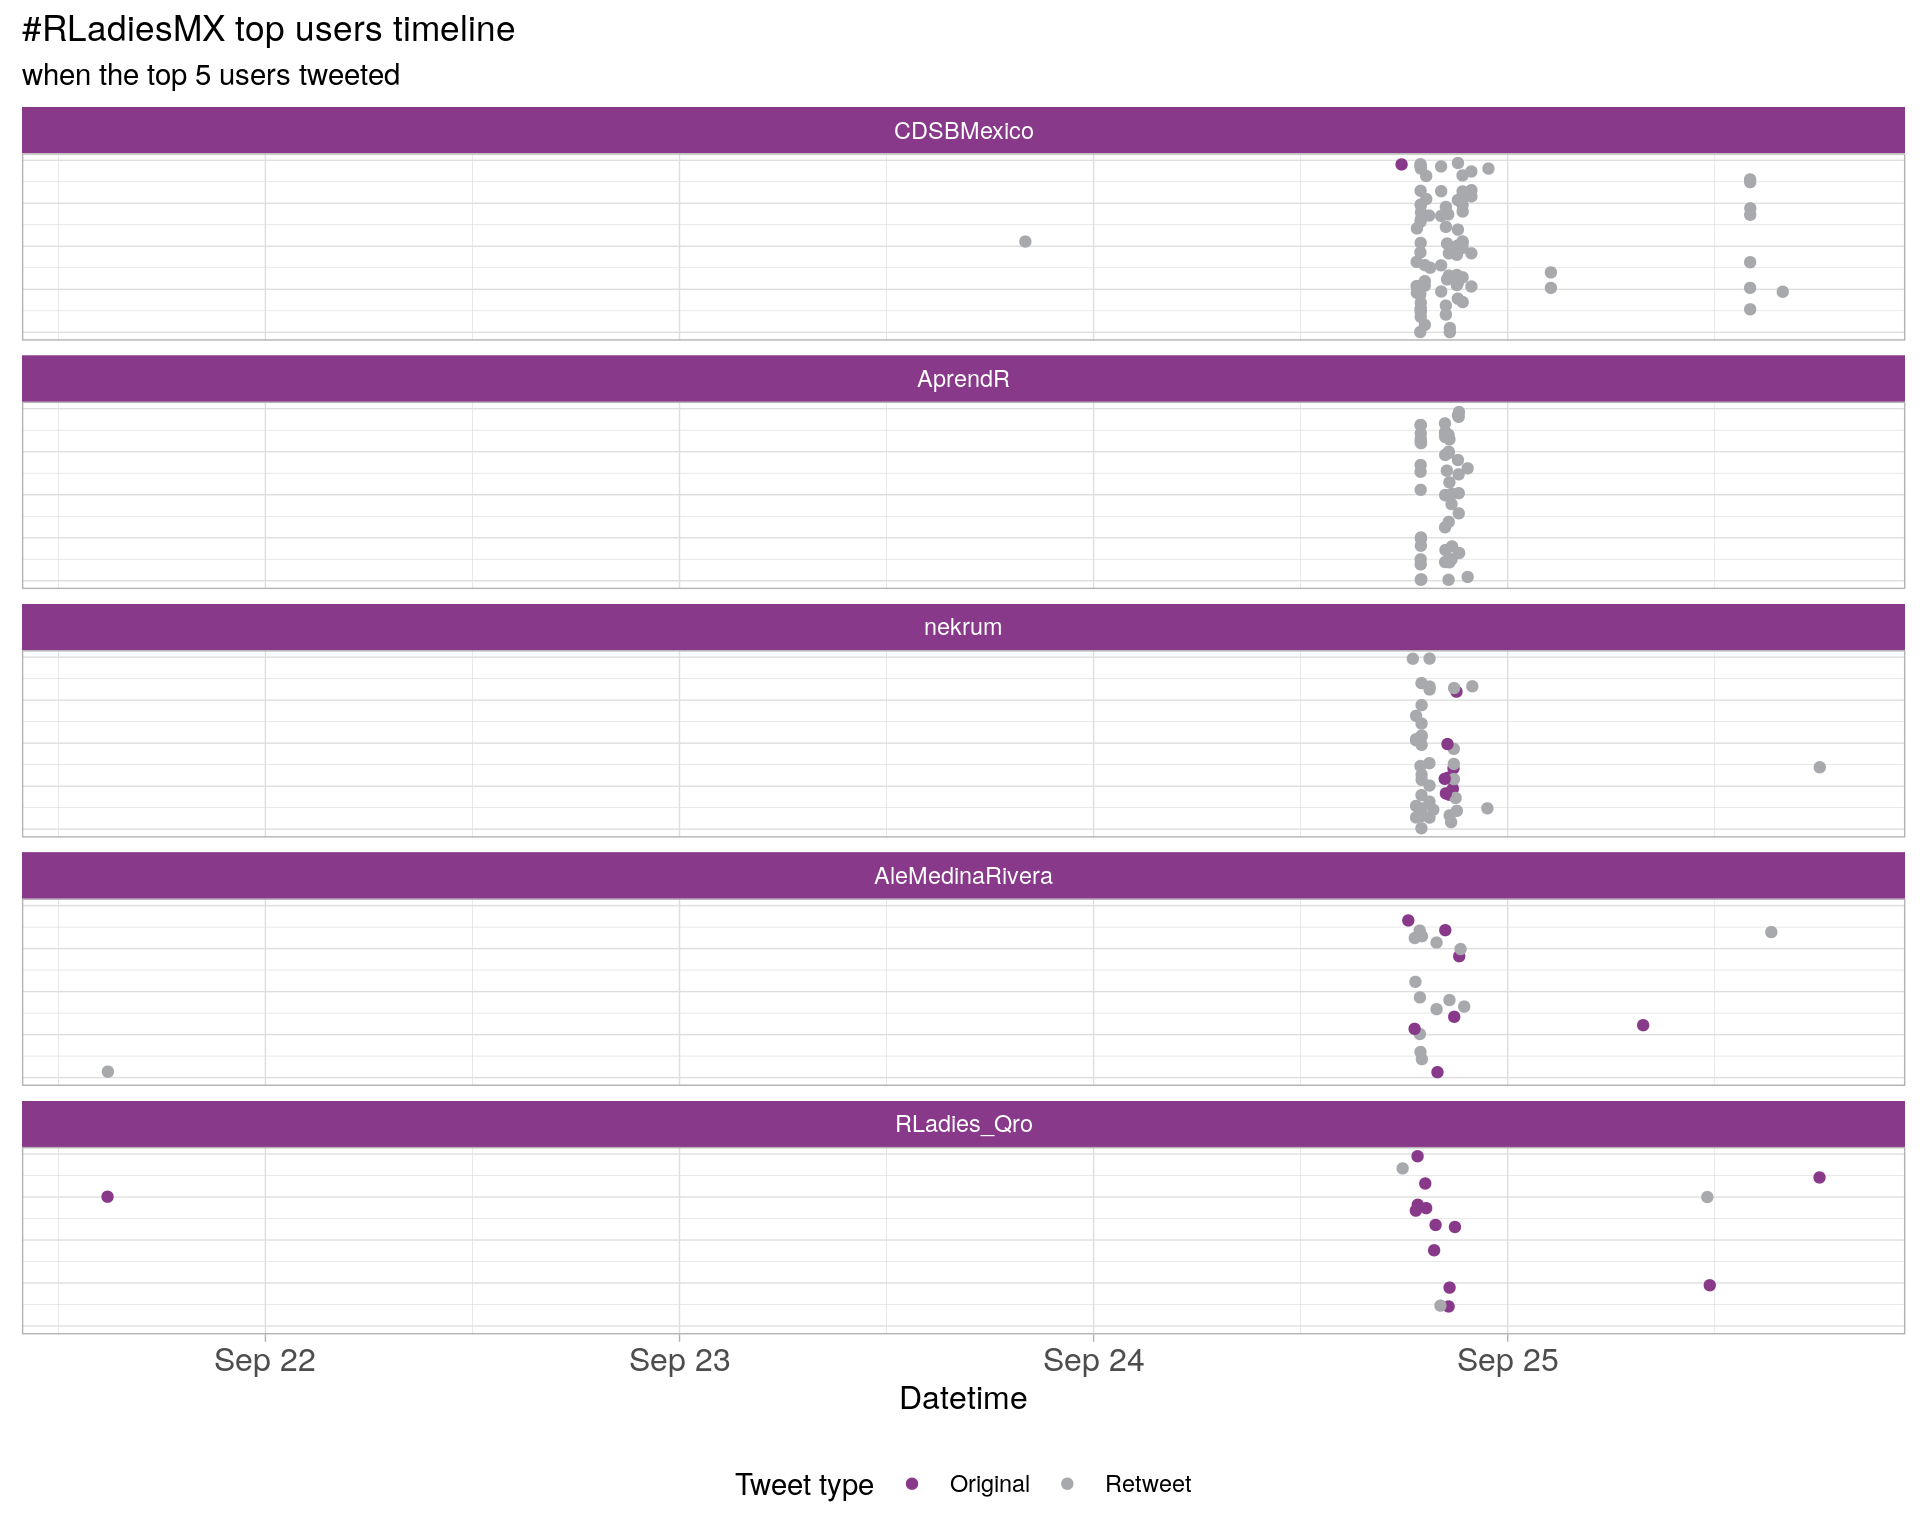 #RLadiesMX top users timeline
when the top 5 users tweeted
CDSBMexico
AprendR
nekrum
AleMedinaRivera
RLadies_Qro
Sep 22 Sep 23 Sep 24 Sep 25
Datetime
Tweet type Original Retweet